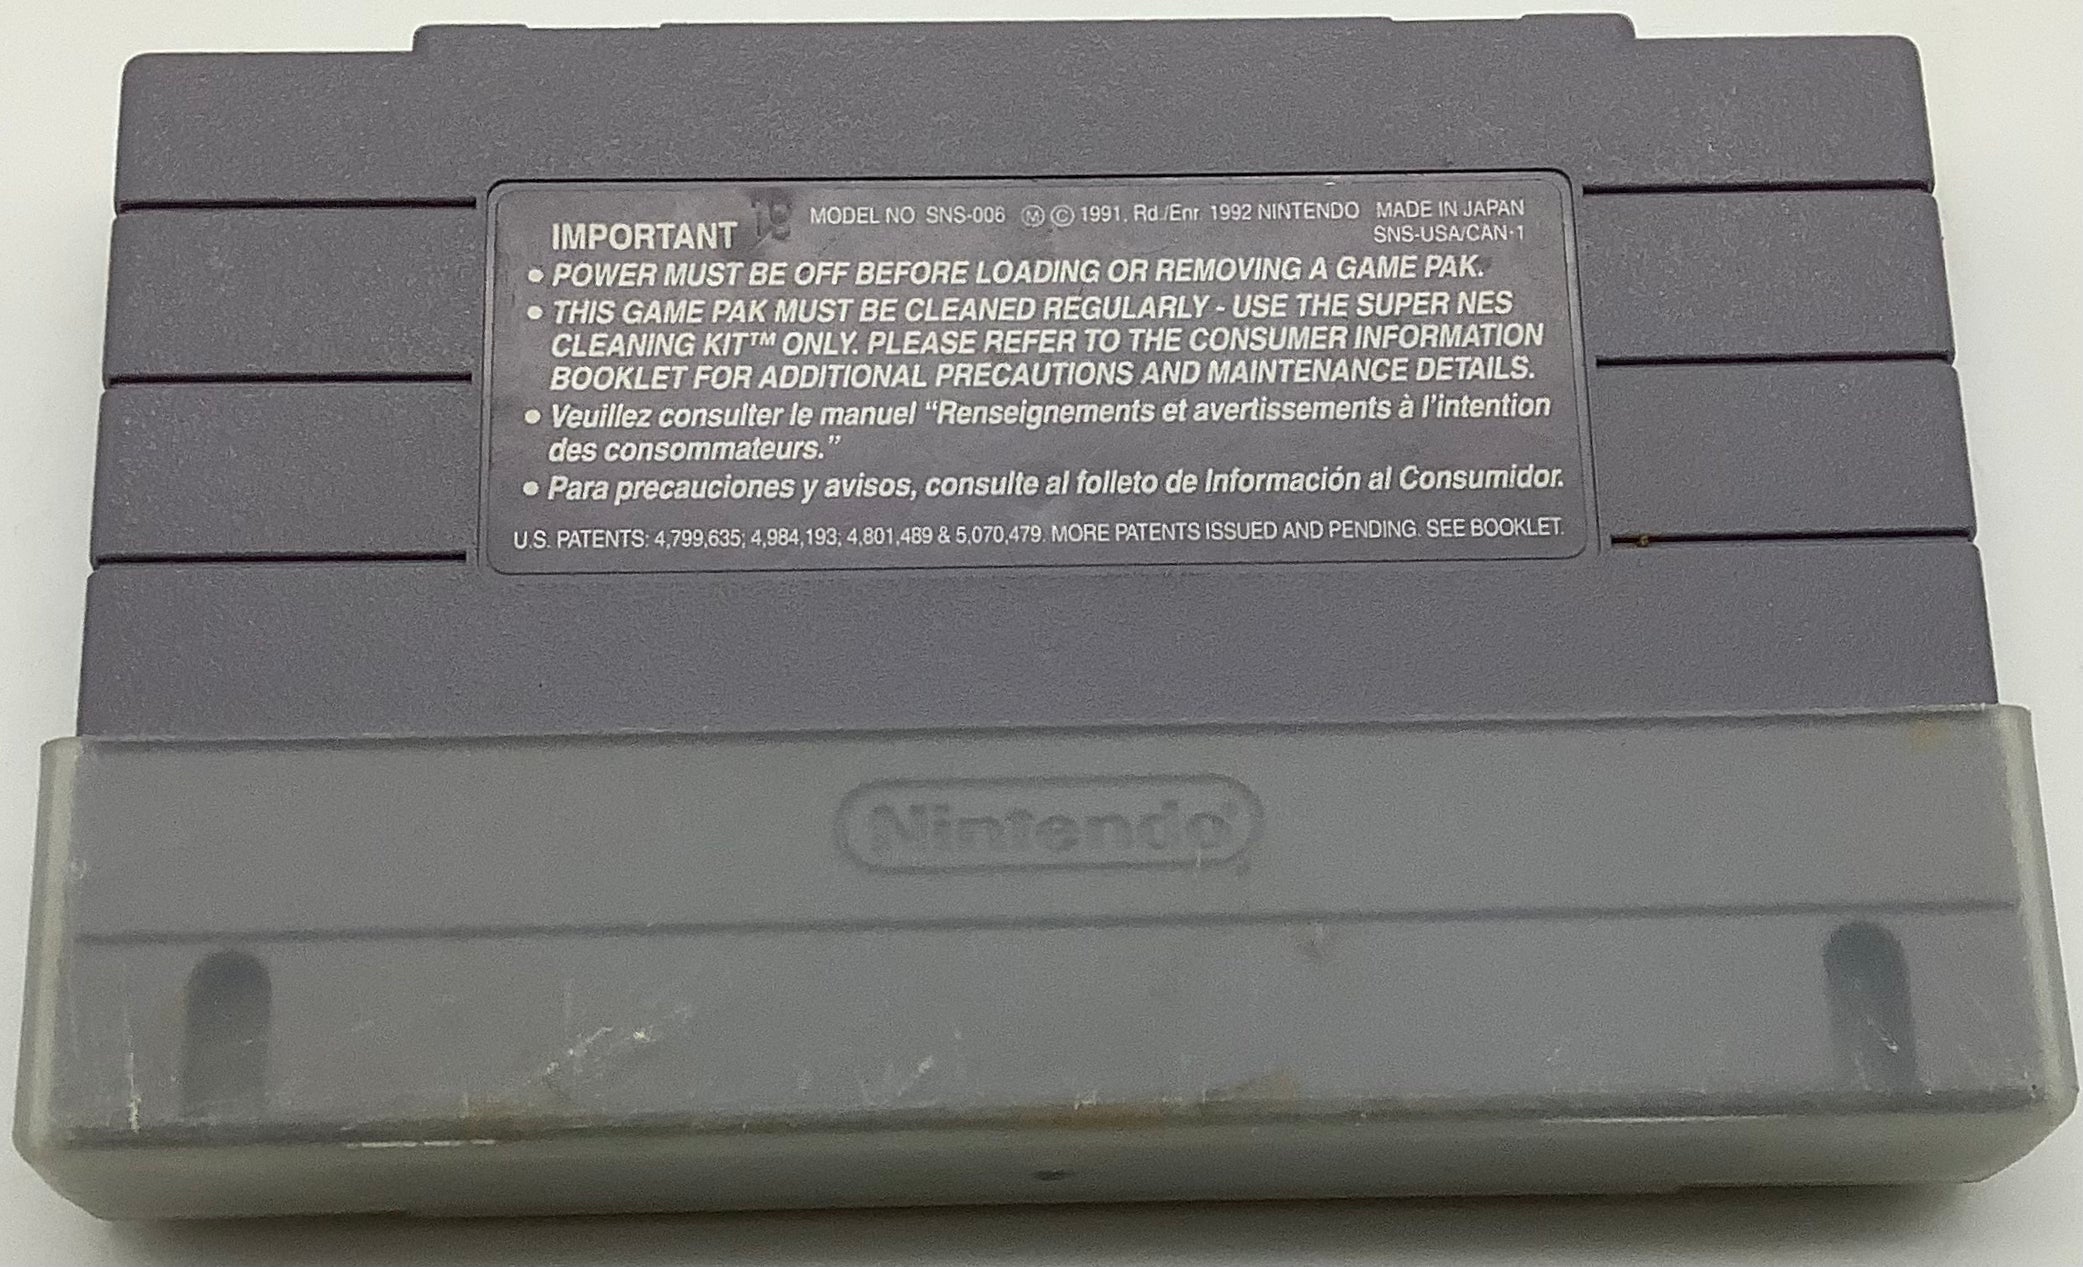 18
MODEL NO. SNS-006 Ⓜ © 1991, Rd./Enr. 1992 NINTENDO MADE IN JAPAN
IMPORTANT SNS-USA/CAN-1
• POWER MUST BE OFF BEFORE LOADING OR REMOVING A GAME PAK.
• THIS GAME PAK MUST BE CLEANED REGULARLY - USE THE SUPER NES
CLEANING KIT™ ONLY. PLEASE REFER TO THE CONSUMER INFORMATION
BOOKLET FOR ADDITIONAL PRECAUTIONS AND MAINTENANCE DETAILS.
• Veuillez consulter le manuel “Renseignements et avertissements à l'intention
des consommateurs.”
• Para precauciones y avisos, consulte al folleto de Información al Consumidor.
U.S. PATENTS: 4,799,635; 4,984,193; 4,801,489 & 5,070,479. MORE PATENTS ISSUED AND PENDING. SEE BOOKLET.
Nintendo